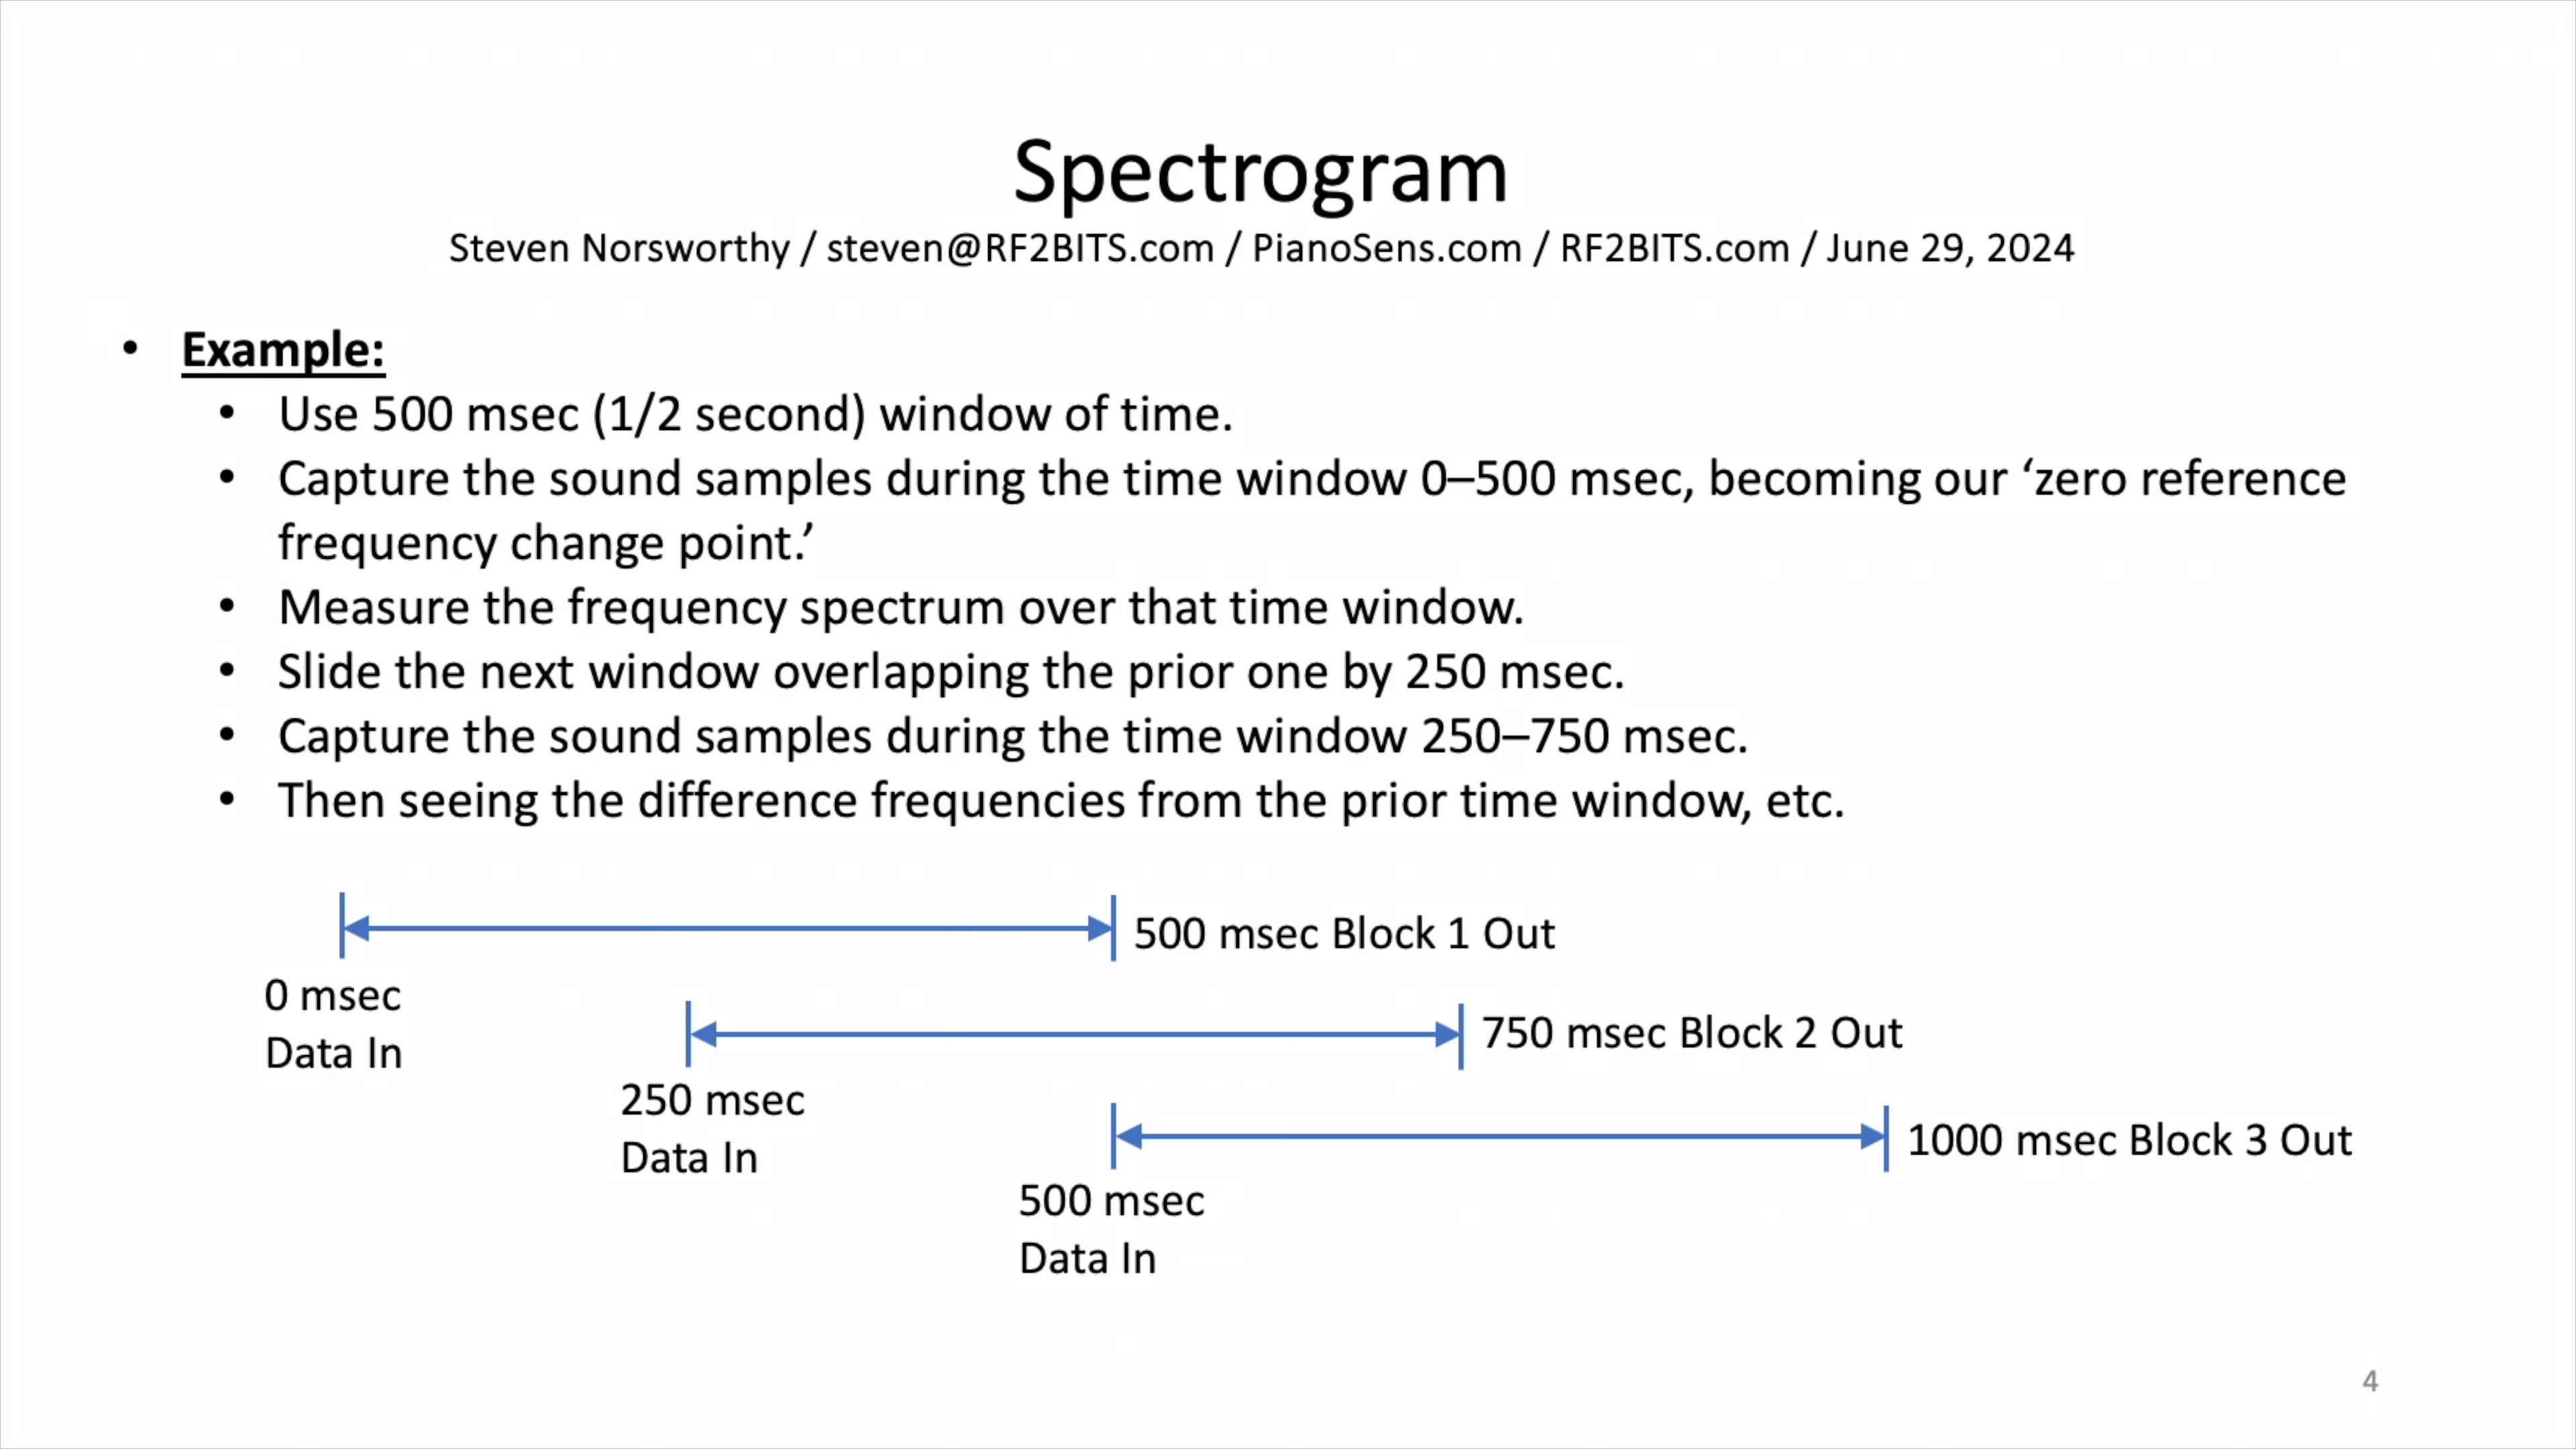 Spectrogram
Steven Norsworthy / steven@RF2BITS.com / PianoSens.com / RF2BITS.com / June 29, 2024
• Example:
• Use 500 msec (1/2 second) window of time.
• Capture the sound samples during the time window 0–500 msec, becoming our ‘zero reference
frequency change point.’
• Measure the frequency spectrum over that time window.
• Slide the next window overlapping the prior one by 250 msec.
• Capture the sound samples during the time window 250–750 msec.
• Then seeing the difference frequencies from the prior time window, etc.
500 msec Block 1 Out
0 msec
Data In
750 msec Block 2 Out
250 msec
Data In
1000 msec Block 3 Out
500 msec
Data In
4